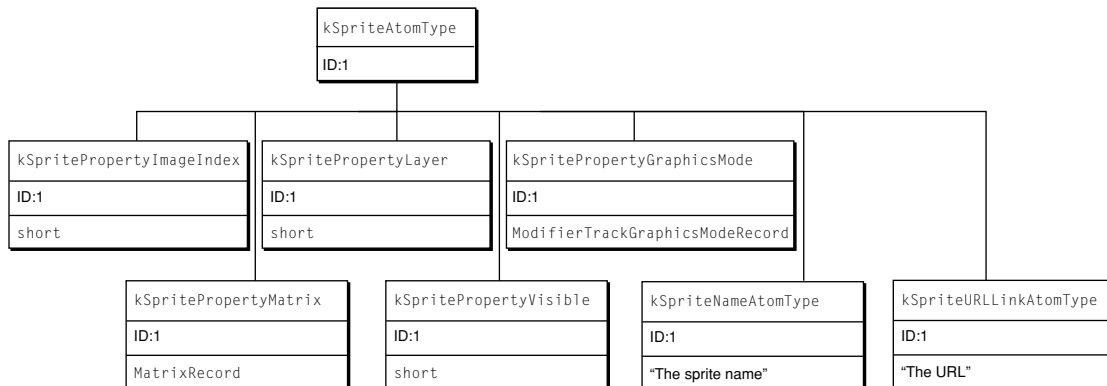 kSpriteAtomType
ID:1
kSpritePropertyImageIndex
ID:1
short
kSpritePropertyLayer
ID:1
short
kSpritePropertyGraphicsMode
ID:1
ModifierTrackGraphicsModeRecord
kSpritePropertyMatrix
ID:1
MatrixRecord
kSpritePropertyVisible
ID:1
short
kSpriteNameAtomType
ID:1
“The sprite name”
kSpriteURLLinkAtomType
ID:1
“The URL”